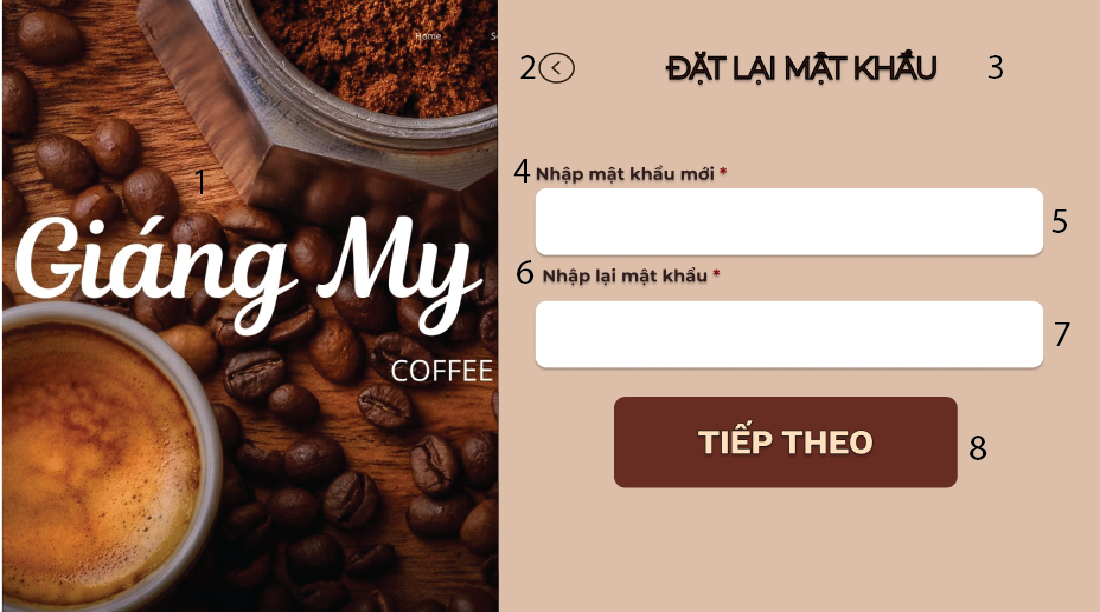 Home
1
Giáng My
COFFEE
2 <
ĐẶT LẠI MẬT KHẨU 3
4 Nhập mật khẩu mới *
5
6 Nhập lại mật khẩu *
7
TIẾP THEO 8